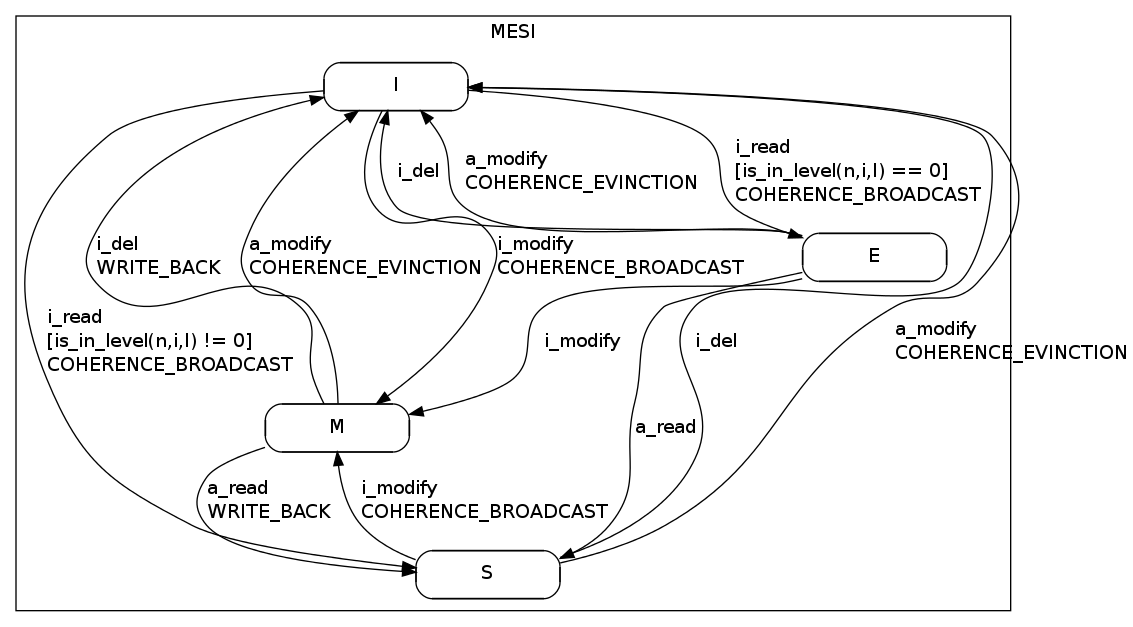 MESI
I
i_del
a_modify
COHERENCE_EVINCTION
i_read
[is_in_level(n,i,l) == 0]
COHERENCE_BROADCAST
i_del
WRITE_BACK
a_modify
COHERENCE_EVINCTION
i_modify
COHERENCE_BROADCAST
E
i_read
[is_in_level(n,i,l) != 0]
COHERENCE_BROADCAST
i_modify
i_del
a_modify
COHERENCE_EVINCTION
M
a_read
a_read
WRITE_BACK
i_modify
COHERENCE_BROADCAST
S